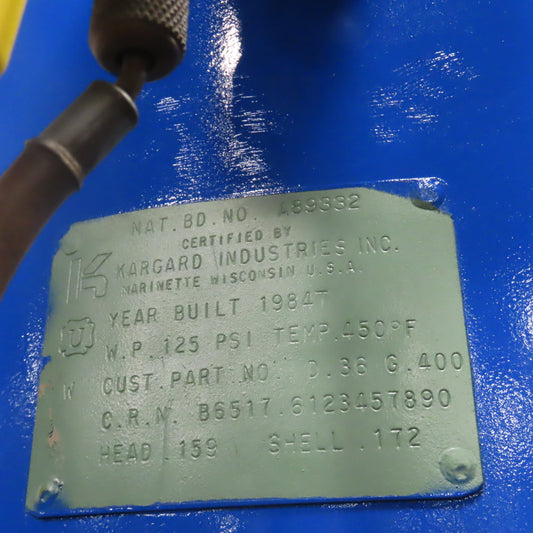 NAT. BD. NO. 489332
CERTIFIED BY
K KARGARD INDUSTRIES INC.
MARINETTE WISCONSIN U.S.A.
U YEAR BUILT 1984T
W.P. 125 PSI TEMP. 450°F
W CUST. PART NO. D.36 G.400
C.R.N. B6517.6123457890
HEAD .159 SHELL .172